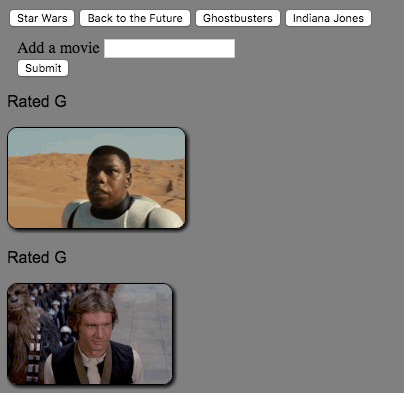 Star Wars Back to the Future Ghostbusters Indiana Jones
Add a movie
Submit
Rated G
Rated G